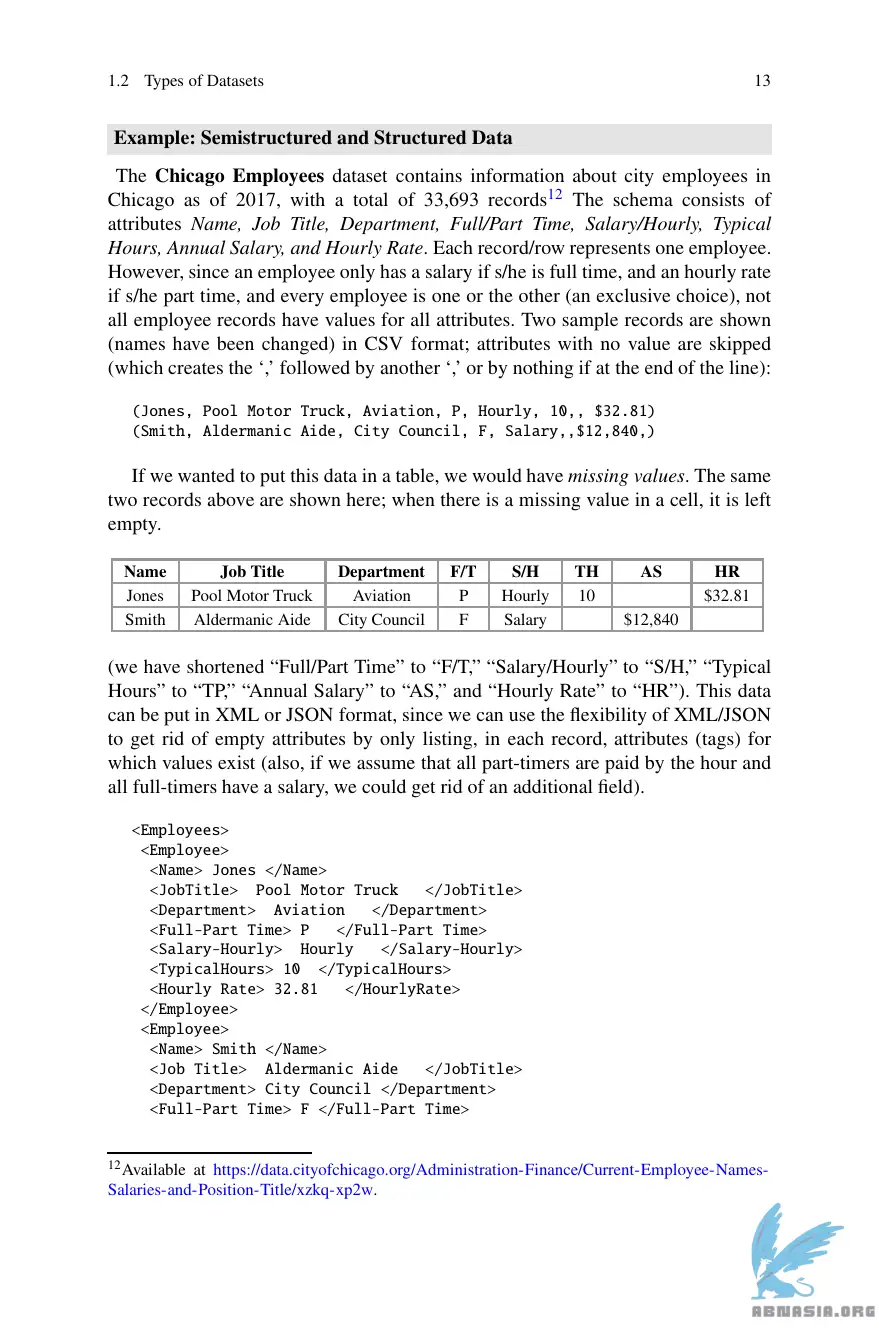 1.2 Types of Datasets 13
Example: Semistructured and Structured Data
The Chicago Employees dataset contains information about city employees in
Chicago as of 2017, with a total of 33,693 records12 The schema consists of
attributes Name, Job Title, Department, Full/Part Time, Salary/Hourly, Typical
Hours, Annual Salary, and Hourly Rate. Each record/row represents one employee.
However, since an employee only has a salary if s/he is full time, and an hourly rate
if s/he part time, and every employee is one or the other (an exclusive choice), not
all employee records have values for all attributes. Two sample records are shown
(names have been changed) in CSV format; attributes with no value are skipped
(which creates the ‘,’ followed by another ‘,’ or by nothing if at the end of the line):
(Jones, Pool Motor Truck, Aviation, P, Hourly, 10,, $32.81)
(Smith, Aldermanic Aide, City Council, F, Salary,,$12,840,)
If we wanted to put this data in a table, we would have missing values. The same
two records above are shown here; when there is a missing value in a cell, it is left
empty.
Name Job Title Department F/T S/H TH AS HR
Jones Pool Motor Truck Aviation P Hourly 10 $32.81
Smith Aldermanic Aide City Council F Salary $12,840
(we have shortened “Full/Part Time” to “F/T,” “Salary/Hourly” to “S/H,” “Typical
Hours” to “TP,” “Annual Salary” to “AS,” and “Hourly Rate” to “HR”). This data
can be put in XML or JSON format, since we can use the flexibility of XML/JSON
to get rid of empty attributes by only listing, in each record, attributes (tags) for
which values exist (also, if we assume that all part-timers are paid by the hour and
all full-timers have a salary, we could get rid of an additional field).
<Employees>
<Employee>
<Name> Jones </Name>
<JobTitle> Pool Motor Truck </JobTitle>
<Department> Aviation </Department>
<Full-Part Time> P </Full-Part Time>
<Salary-Hourly> Hourly </Salary-Hourly>
<TypicalHours> 10 </TypicalHours>
<Hourly Rate> 32.81 </HourlyRate>
</Employee>
<Employee>
<Name> Smith </Name>
<Job Title> Aldermanic Aide </JobTitle>
<Department> City Council </Department>
<Full-Part Time> F </Full-Part Time>
12Available at https://data.cityofchicago.org/Administration-Finance/Current-Employee-Names-
Salaries-and-Position-Title/xzkq-xp2w.
ABNASIA.ORG